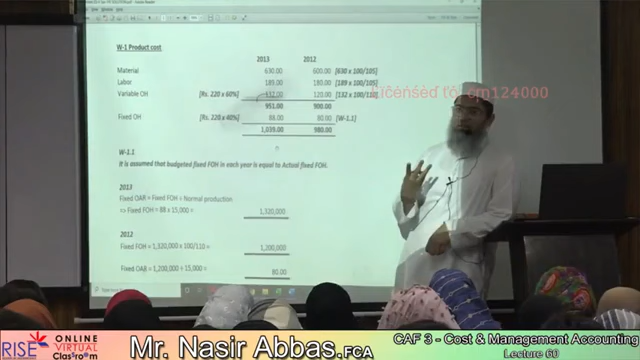 W-1 Product cost
2013 2012
Material 630.00 600.00 [630 x 100/105]
Labor 189.00 180.00 [189 x 100/105]
Variable OH [Rs. 220 x 60%] 132.00 120.00 [132 x 100/110]
951.00 900.00
Fixed OH [Rs. 220 x 40%] 88.00 80.00 [W-1.1]
1,039.00 980.00
W-1.1
It is assumed that budgeted fixed FOH in each year is equal to Actual fixed FOH.
2013
Fixed OAR = Fixed FOH ÷ Normal production
⇒ Fixed FOH = 88 x 15,000 = 1,320,000
2012
Fixed FOH = 1,320,000 x 100/110 = 1,200,000
Fixed OAR = 1,200,000 ÷ 15,000 = 80.00
Licensed to: cm124000
RISE ONLINE VIRTUAL Classroom
Mr. Nasir Abbas.FCA
CAF 3 - Cost & Management Accounting
Lecture 60